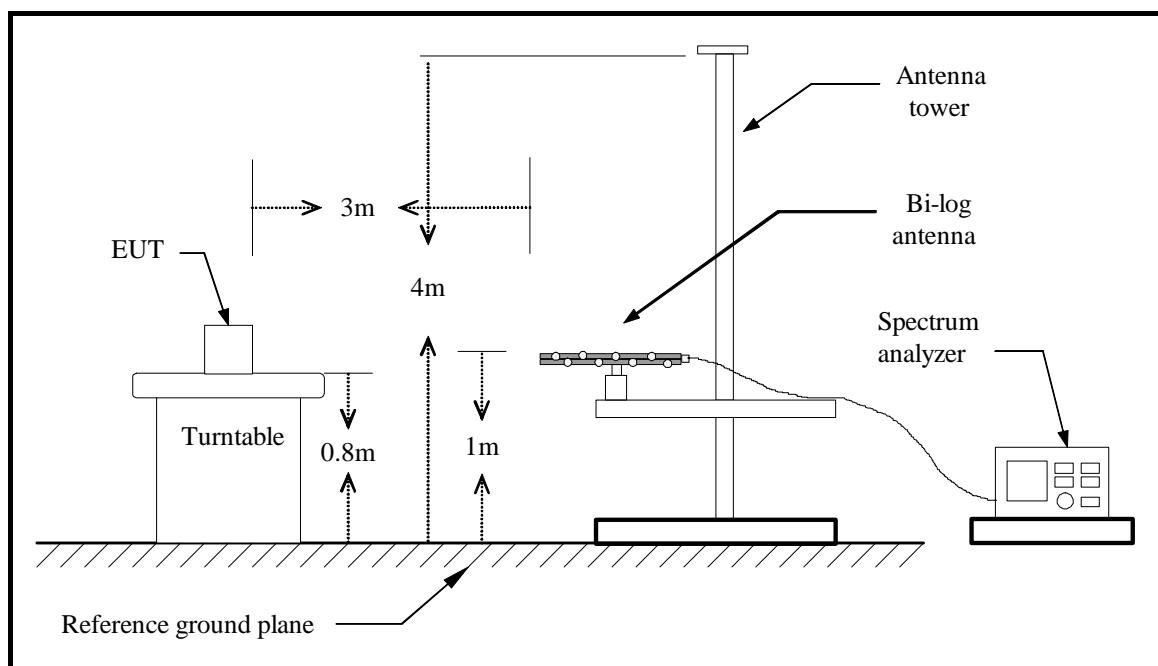 Antenna
tower
3m
Bi-log
antenna
EUT
4m
Spectrum
analyzer
Turntable
0.8m
1m
Reference ground plane